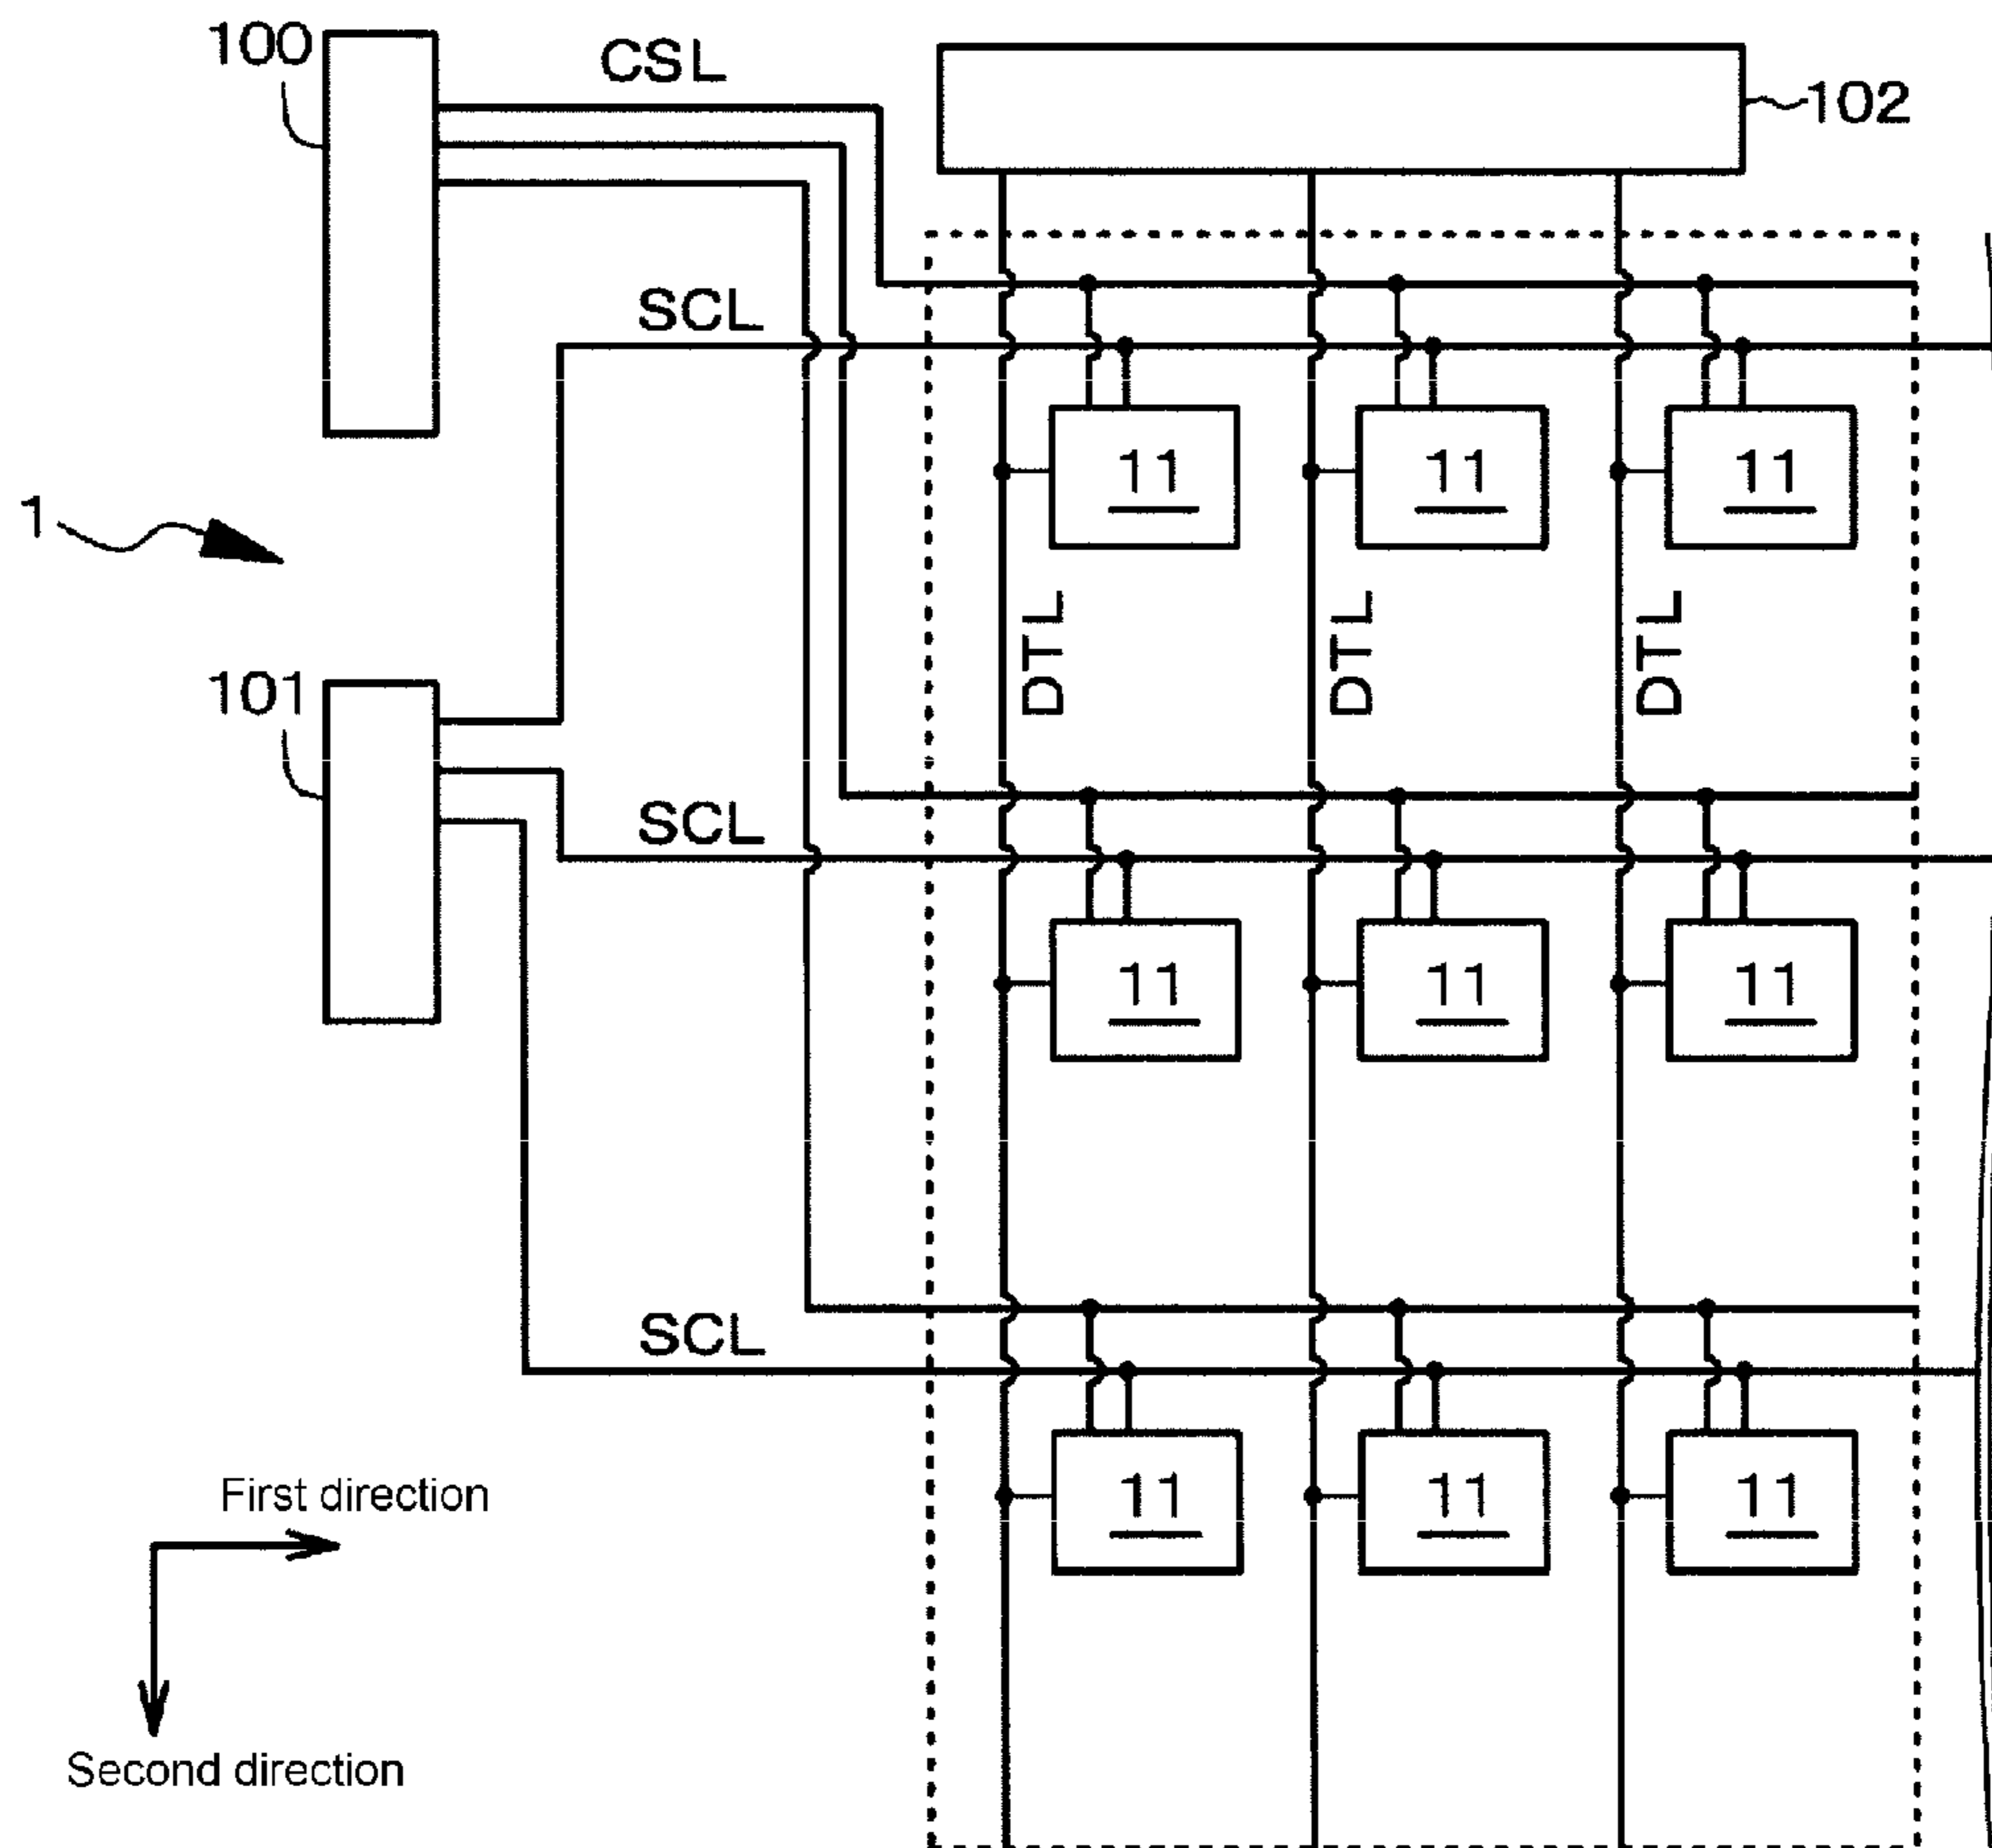 100
CSL
102
SCL
11 11 11
1
DTL DTL DTL
101
SCL
11 11 11
SCL
First direction
11 11 11
Second direction